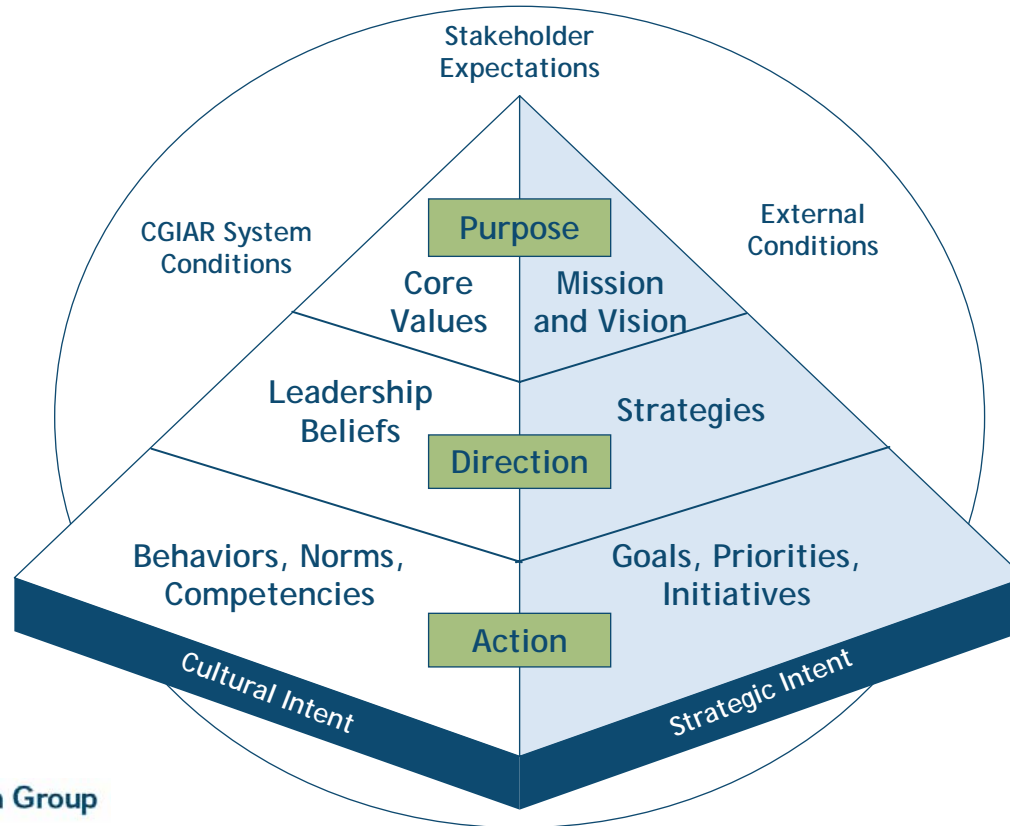 Stakeholder
Expectations
CGIAR System
Conditions
External
Conditions
Purpose
Core
Values
Mission
and Vision
Leadership
Beliefs
Strategies
Direction
Behaviors, Norms,
Competencies
Goals, Priorities,
Initiatives
Action
Cultural Intent
Strategic Intent
Group